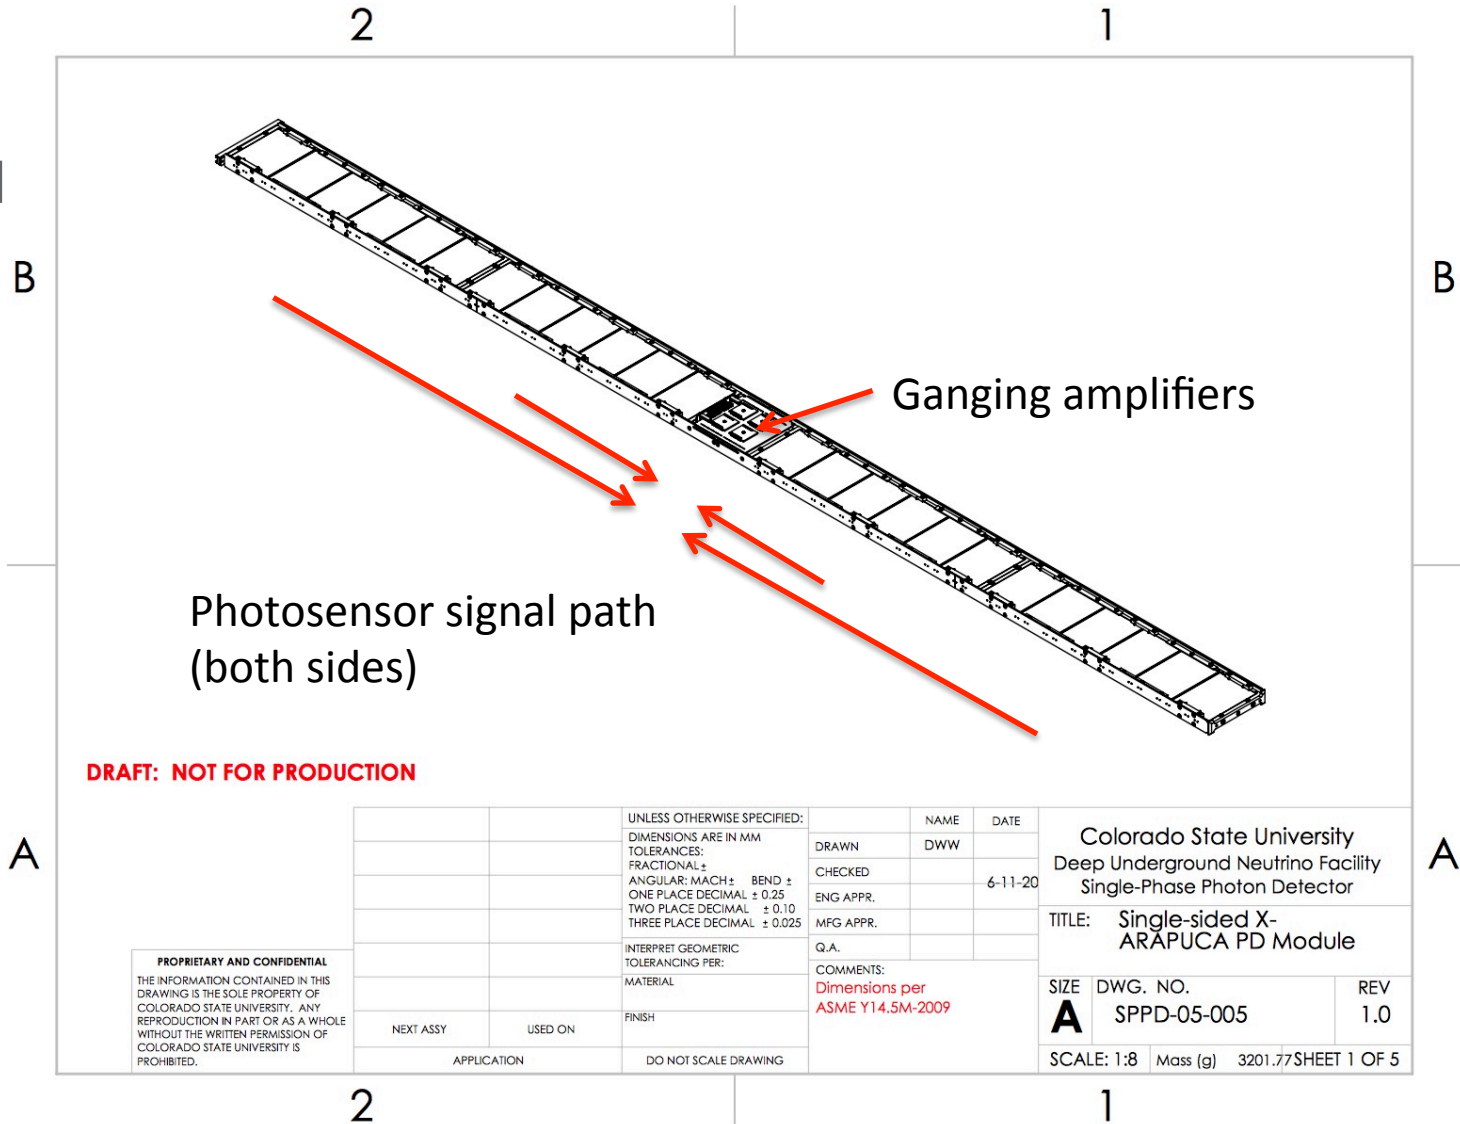 2 1
B B
Ganging amplifiers
Photosensor signal path
(both sides)
DRAFT: NOT FOR PRODUCTION
A A
UNLESS OTHERWISE SPECIFIED:
DIMENSIONS ARE IN MM
TOLERANCES:
FRACTIONAL±
ANGULAR: MACH± BEND ±
ONE PLACE DECIMAL ± 0.25
TWO PLACE DECIMAL ± 0.10
THREE PLACE DECIMAL ± 0.025
INTERPRET GEOMETRIC
TOLERANCING PER:
MATERIAL
FINISH
DO NOT SCALE DRAWING
NAME DATE
DRAWN DWW
CHECKED
6-11-20
ENG APPR.
MFG APPR.
Q.A.
COMMENTS:
Dimensions per
ASME Y14.5M-2009
Colorado State University
Deep Underground Neutrino Facility
Single-Phase Photon Detector
TITLE: Single-sided X-
ARAPUCA PD Module
SIZE DWG. NO. REV
A SPPD-05-005 1.0
SCALE: 1:8 Mass (g) 3201.77 SHEET 1 OF 5
PROPRIETARY AND CONFIDENTIAL
THE INFORMATION CONTAINED IN THIS
DRAWING IS THE SOLE PROPERTY OF
COLORADO STATE UNIVERSITY. ANY
REPRODUCTION IN PART OR AS A WHOLE
WITHOUT THE WRITTEN PERMISSION OF
COLORADO STATE UNIVERSITY IS
PROHIBITED.
NEXT ASSY USED ON
APPLICATION
2 1